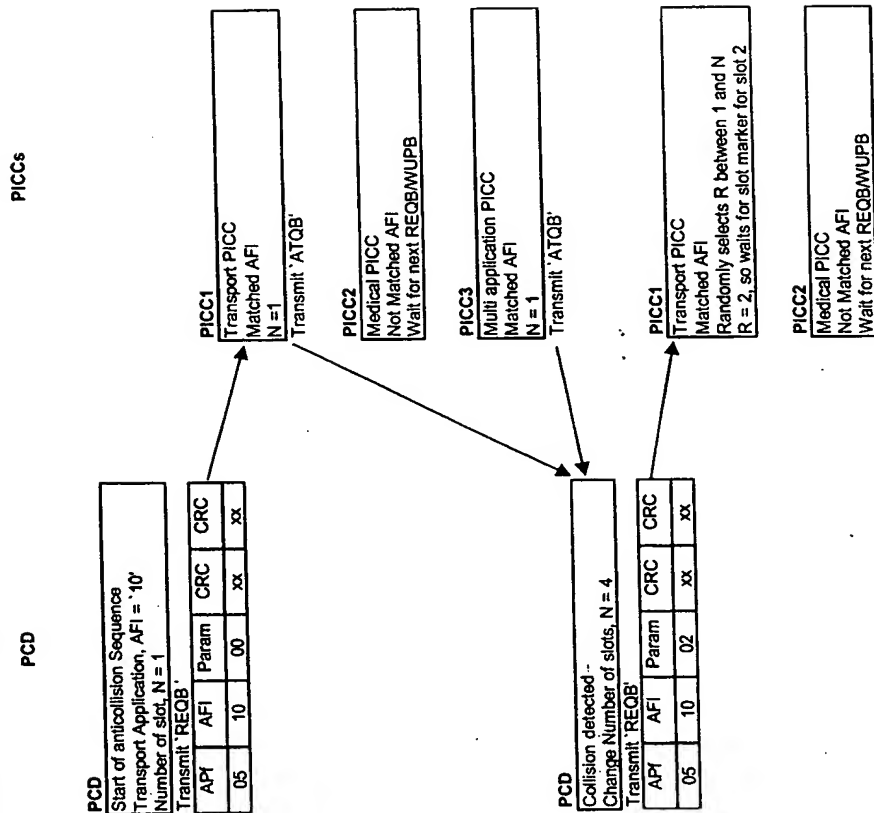 PCD
PICCs
PCD
Start of anticollision Sequence
Transport Application, AFI = `10'
Number of slot, N = 1
Transmit `REQB'
APf AFI Param CRC CRC
05 10 00 xx xx
PICC1
Transport PICC
Matched AFI
N =1
Transmit `ATQB'
PICC2
Medical PICC
Not Matched AFI
Wait for next REQB/WUPB
PICC3
Multi application PICC
Matched AFI
N = 1
Transmit `ATQB'
PCD
Collision detected –
Change Number of slots, N = 4
Transmit `REQB'
APf AFI Param CRC CRC
05 10 02 xx xx
PICC1
Transport PICC
Matched AFI
Randomly selects R between 1 and N
R = 2, so waits for slot marker for slot 2
PICC2
Medical PICC
Not Matched AFI
Wait for next REQB/WUPB